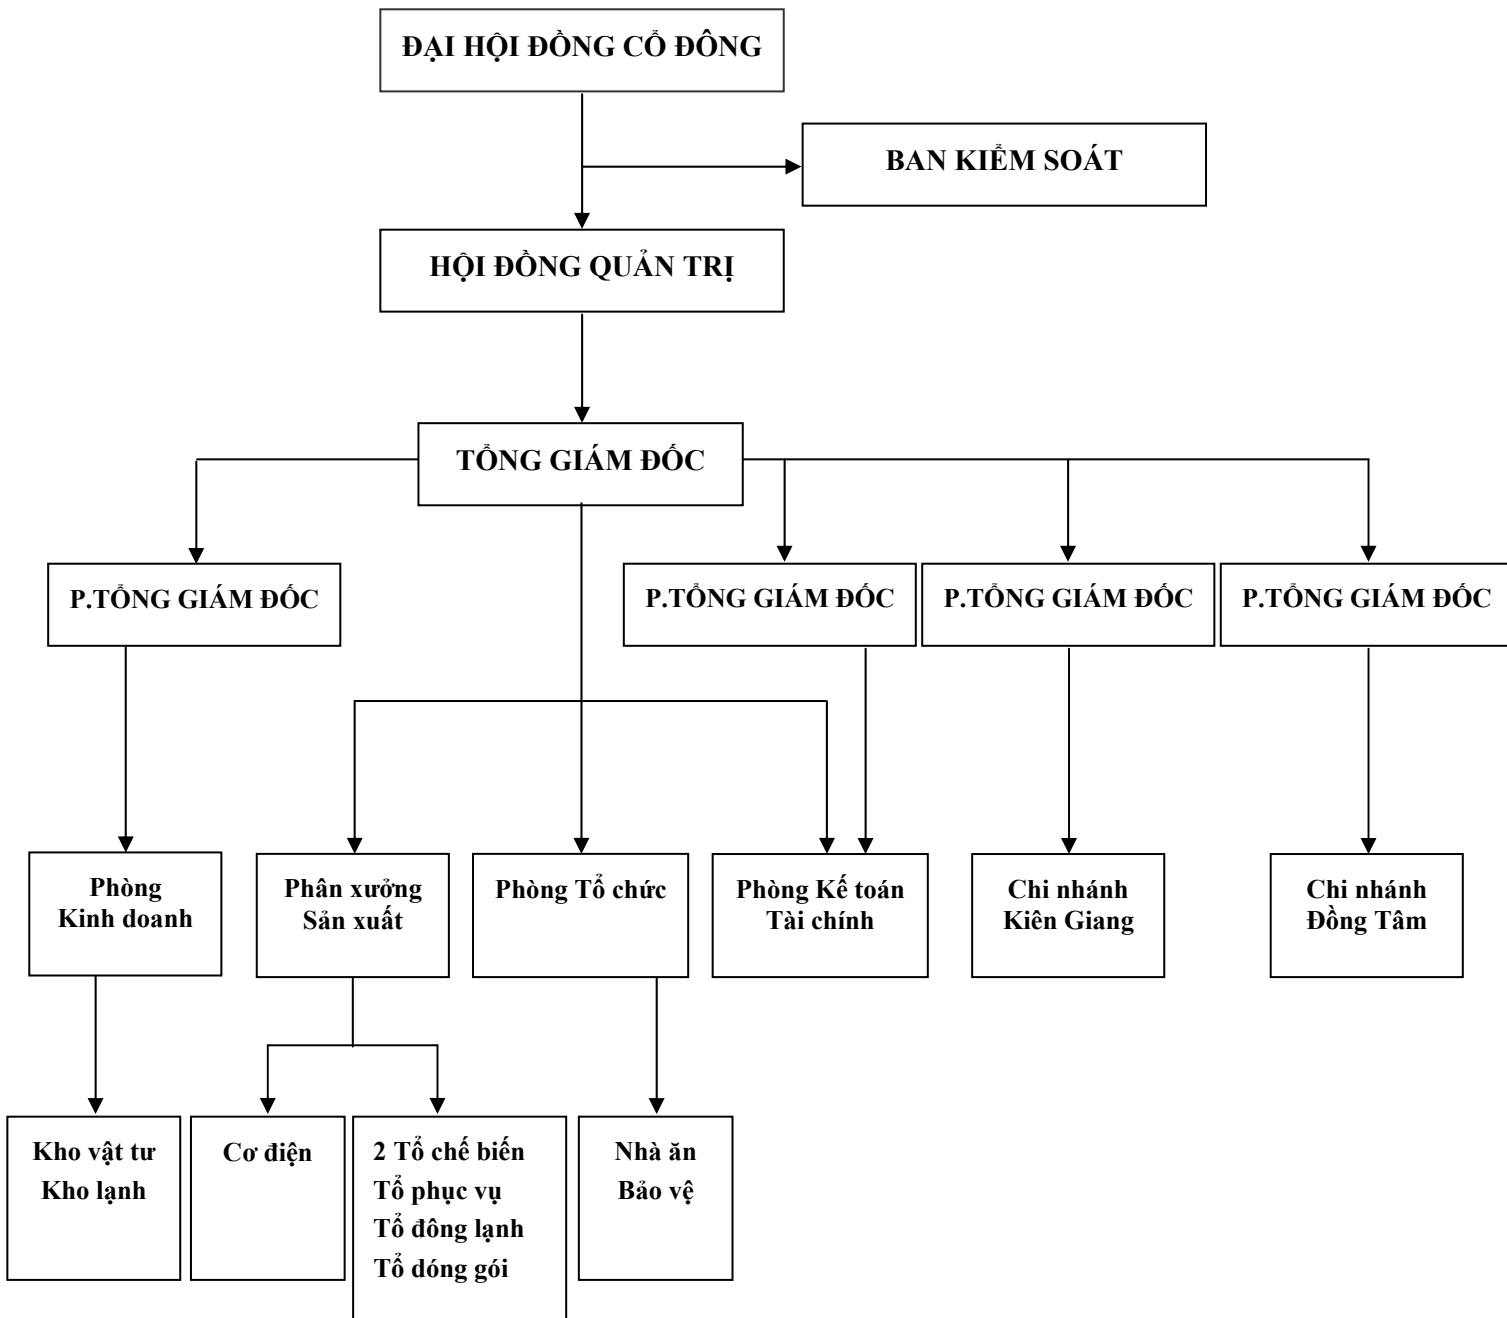 ĐẠI HỘI ĐỒNG CỔ ĐÔNG
BAN KIỂM SOÁT
HỘI ĐỒNG QUẢN TRỊ
TỔNG GIÁM ĐỐC
P.TỔNG GIÁM ĐỐC
P.TỔNG GIÁM ĐỐC
P.TỔNG GIÁM ĐỐC
P.TỔNG GIÁM ĐỐC
Phòng
Kinh doanh
Phân xưởng
Sản xuất
Phòng Tổ chức
Phòng Kế toán
Tài chính
Chi nhánh
Kiên Giang
Chi nhánh
Đồng Tâm
Kho vật tư
Kho lạnh
Cơ điện
2 Tổ chế biến
Tổ phục vụ
Tổ đông lạnh
Tổ dóng gói
Nhà ăn
Bảo vệ